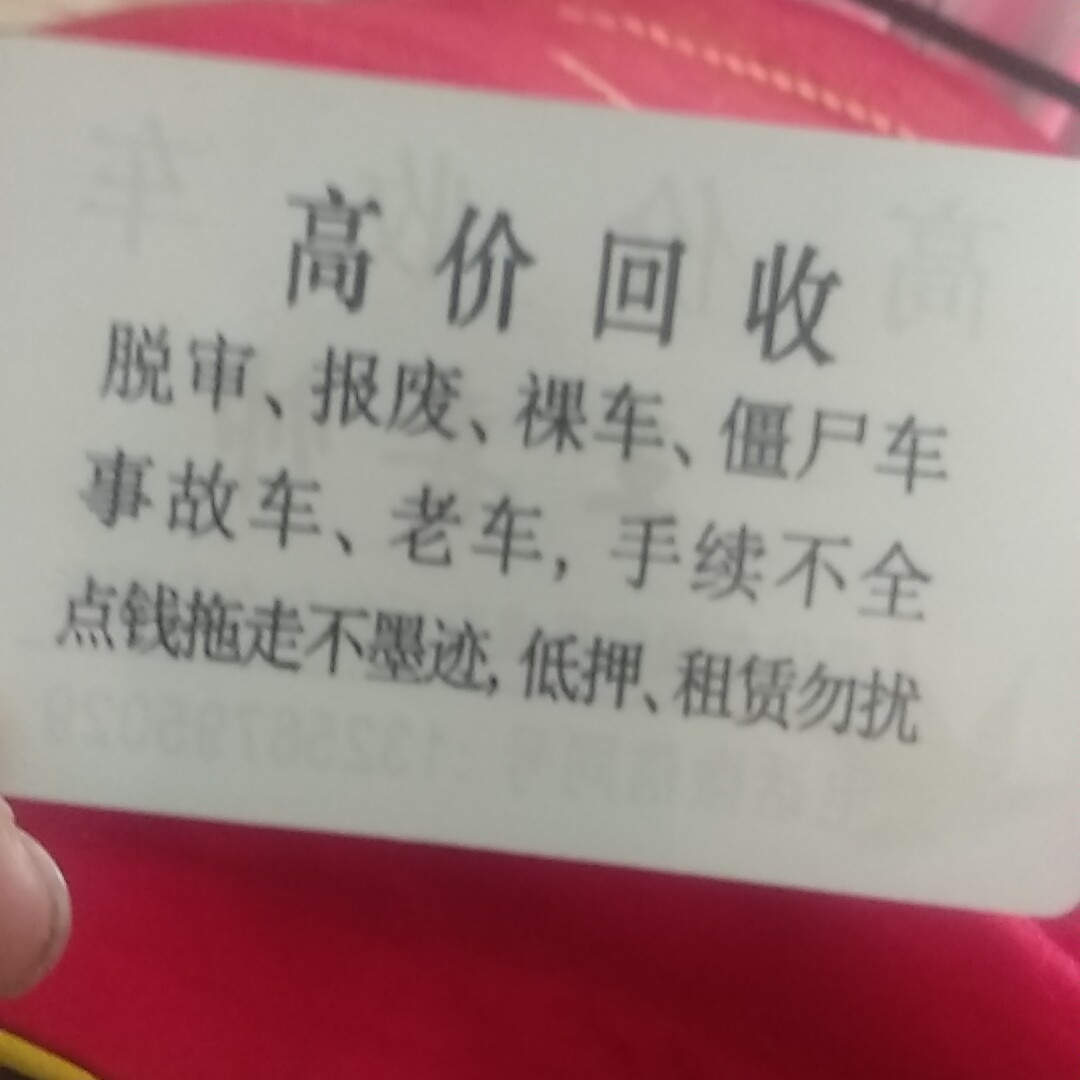 高价回收
脱审、报废、裸车、僵尸车
事故车、老车，手续不全
点钱拖走不墨迹，低押、租赁勿扰